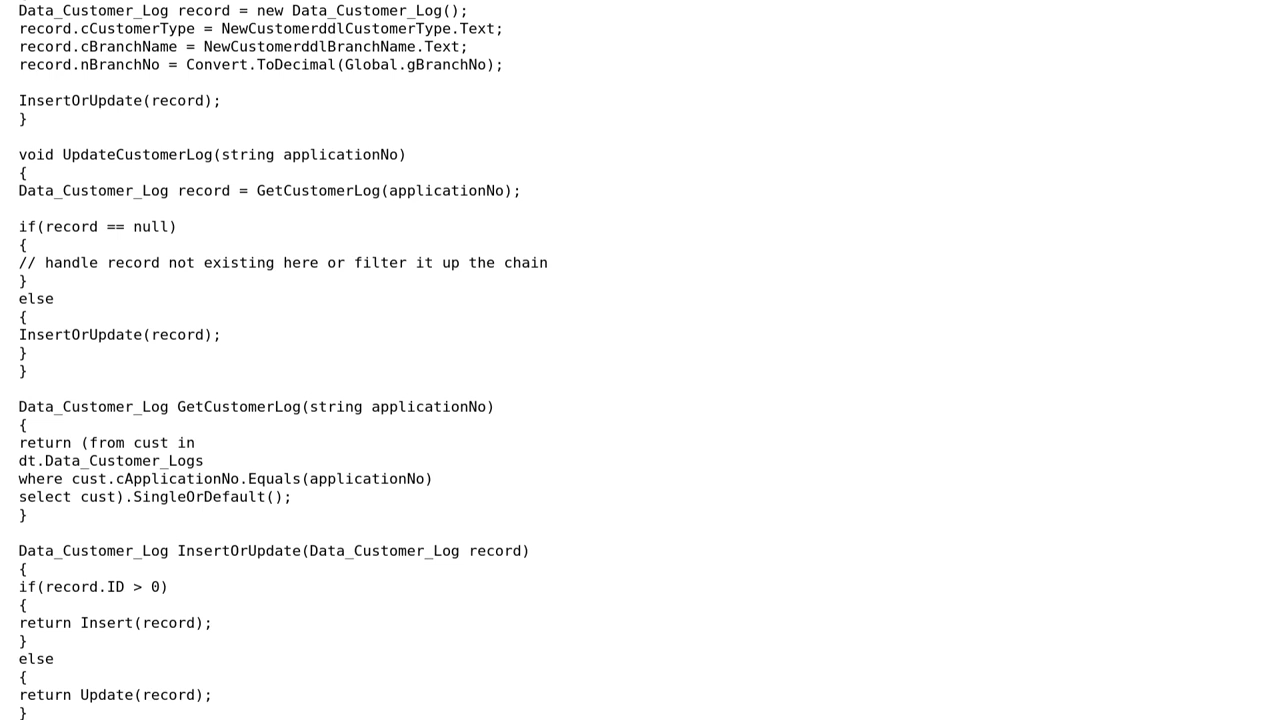 Data_Customer_Log record = new Data_Customer_Log();
record.cCustomerType = NewCustomerddlCustomerType.Text;
record.cBranchName = NewCustomerddlBranchName.Text;
record.nBranchNo = Convert.ToDecimal(Global.gBranchNo);

InsertOrUpdate(record);
}

void UpdateCustomerLog(string applicationNo)
{
Data_Customer_Log record = GetCustomerLog(applicationNo);

if(record == null)
{
// handle record not existing here or filter it up the chain
}
else
{
InsertOrUpdate(record);
}
}

Data_Customer_Log GetCustomerLog(string applicationNo)
{
return (from cust in
dt.Data_Customer_Logs
where cust.cApplicationNo.Equals(applicationNo)
select cust).SingleOrDefault();
}

Data_Customer_Log InsertOrUpdate(Data_Customer_Log record)
{
if(record.ID > 0)
{
return Insert(record);
}
else
{
return Update(record);
}